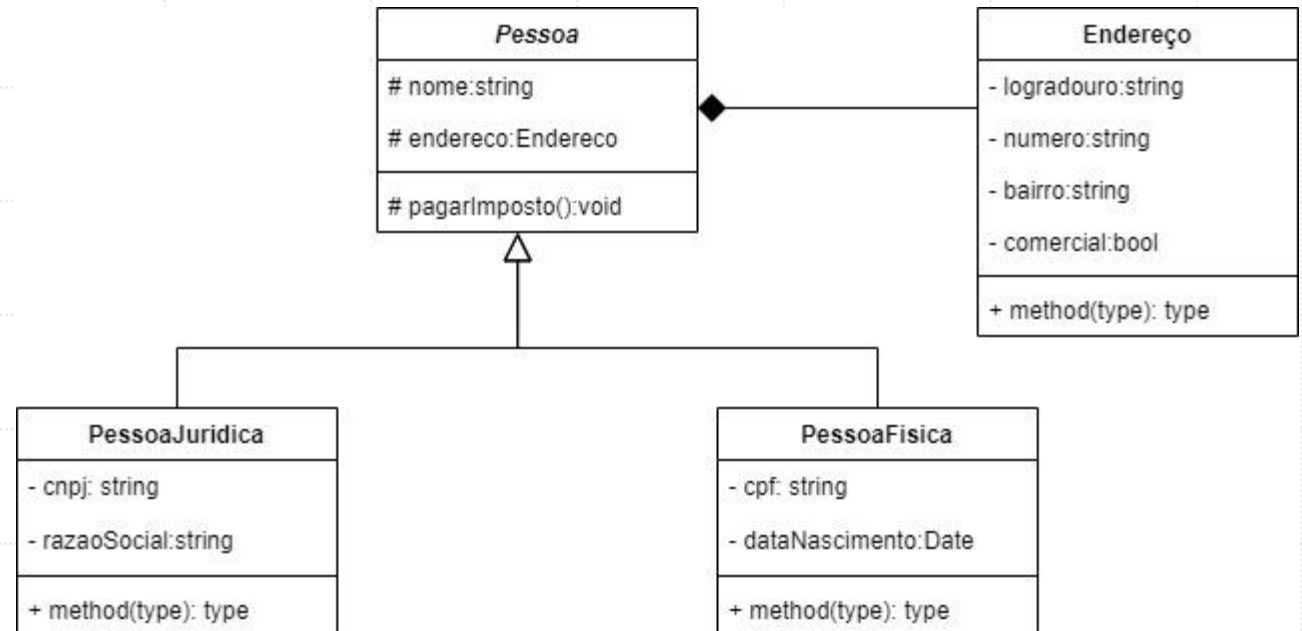 Pessoa
# nome:string
# endereco:Endereco
# pagarImposto():void
Endereço
- logradouro:string
- numero:string
- bairro:string
- comercial:bool
+ method(type): type
PessoaJuridica
- cnpj: string
- razaoSocial:string
+ method(type): type
PessoaFisica
- cpf: string
- dataNascimento:Date
+ method(type): type